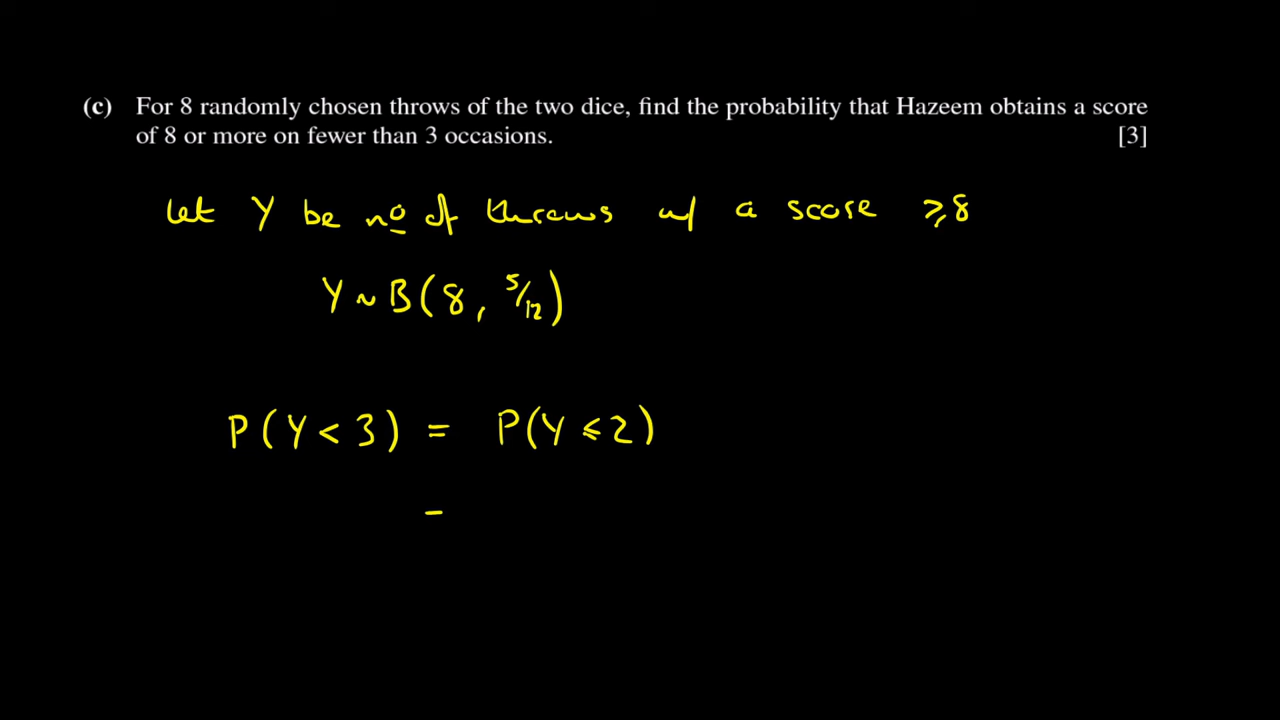 (c) For 8 randomly chosen throws of the two dice, find the probability that Hazeem obtains a score
of 8 or more on fewer than 3 occasions. [3]
Let Y be nº of throws w/ a score ⩾8
Y ~ B(8, 5/12)
P(Y < 3) = P(Y ⩽ 2)
=